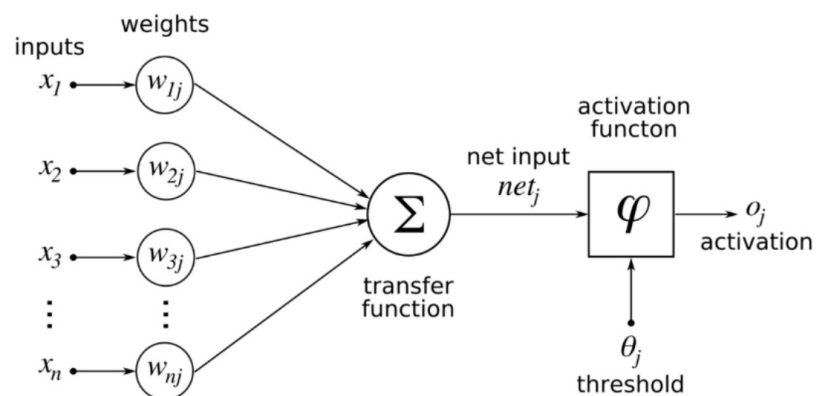 inputs
weights
x1
w1j
x2
w2j
x3
w3j
⋮
⋮
xn
wnj
Σ
transfer
function
net input
netj
activation
functon
φ
oj
activation
θj
threshold